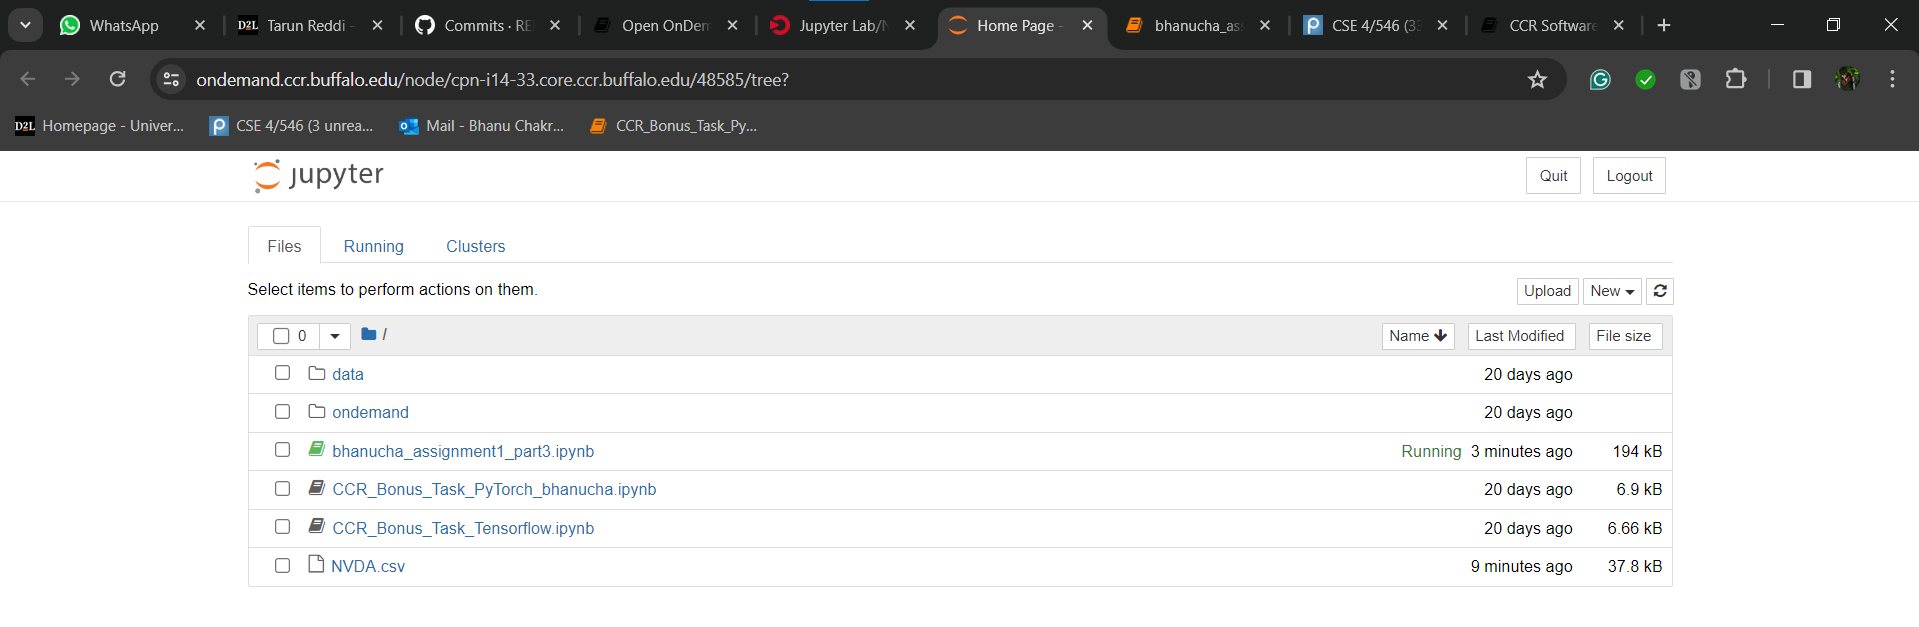 WhatsApp D2L Tarun Reddi - Commits · RE Open OnDem Jupyter Lab/N Home Page - bhanucha_ass CSE 4/546 (33 CCR Software
ondemand.ccr.buffalo.edu/node/cpn-i14-33.core.ccr.buffalo.edu/48585/tree?
D2L Homepage - Univer... CSE 4/546 (3 unrea... Mail - Bhanu Chakr... CCR_Bonus_Task_Py...
jupyter Quit Logout
Files Running Clusters
Select items to perform actions on them. Upload New
0 / Name Last Modified File size
data 20 days ago
ondemand 20 days ago
bhanucha_assignment1_part3.ipynb Running 3 minutes ago 194 kB
CCR_Bonus_Task_PyTorch_bhanucha.ipynb 20 days ago 6.9 kB
CCR_Bonus_Task_Tensorflow.ipynb 20 days ago 6.66 kB
NVDA.csv 9 minutes ago 37.8 kB